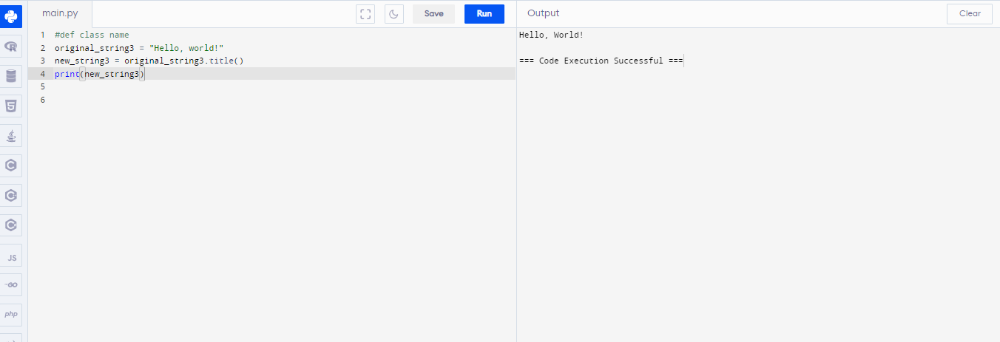 main.py
Save
Run
Output
Clear
1 #def class name
2 original_string3 = "Hello, world!"
3 new_string3 = original_string3.title()
4 print(new_string3)
5
6
Hello, World!
=== Code Execution Successful ===
R
5
C
C
C
JS
GO
php